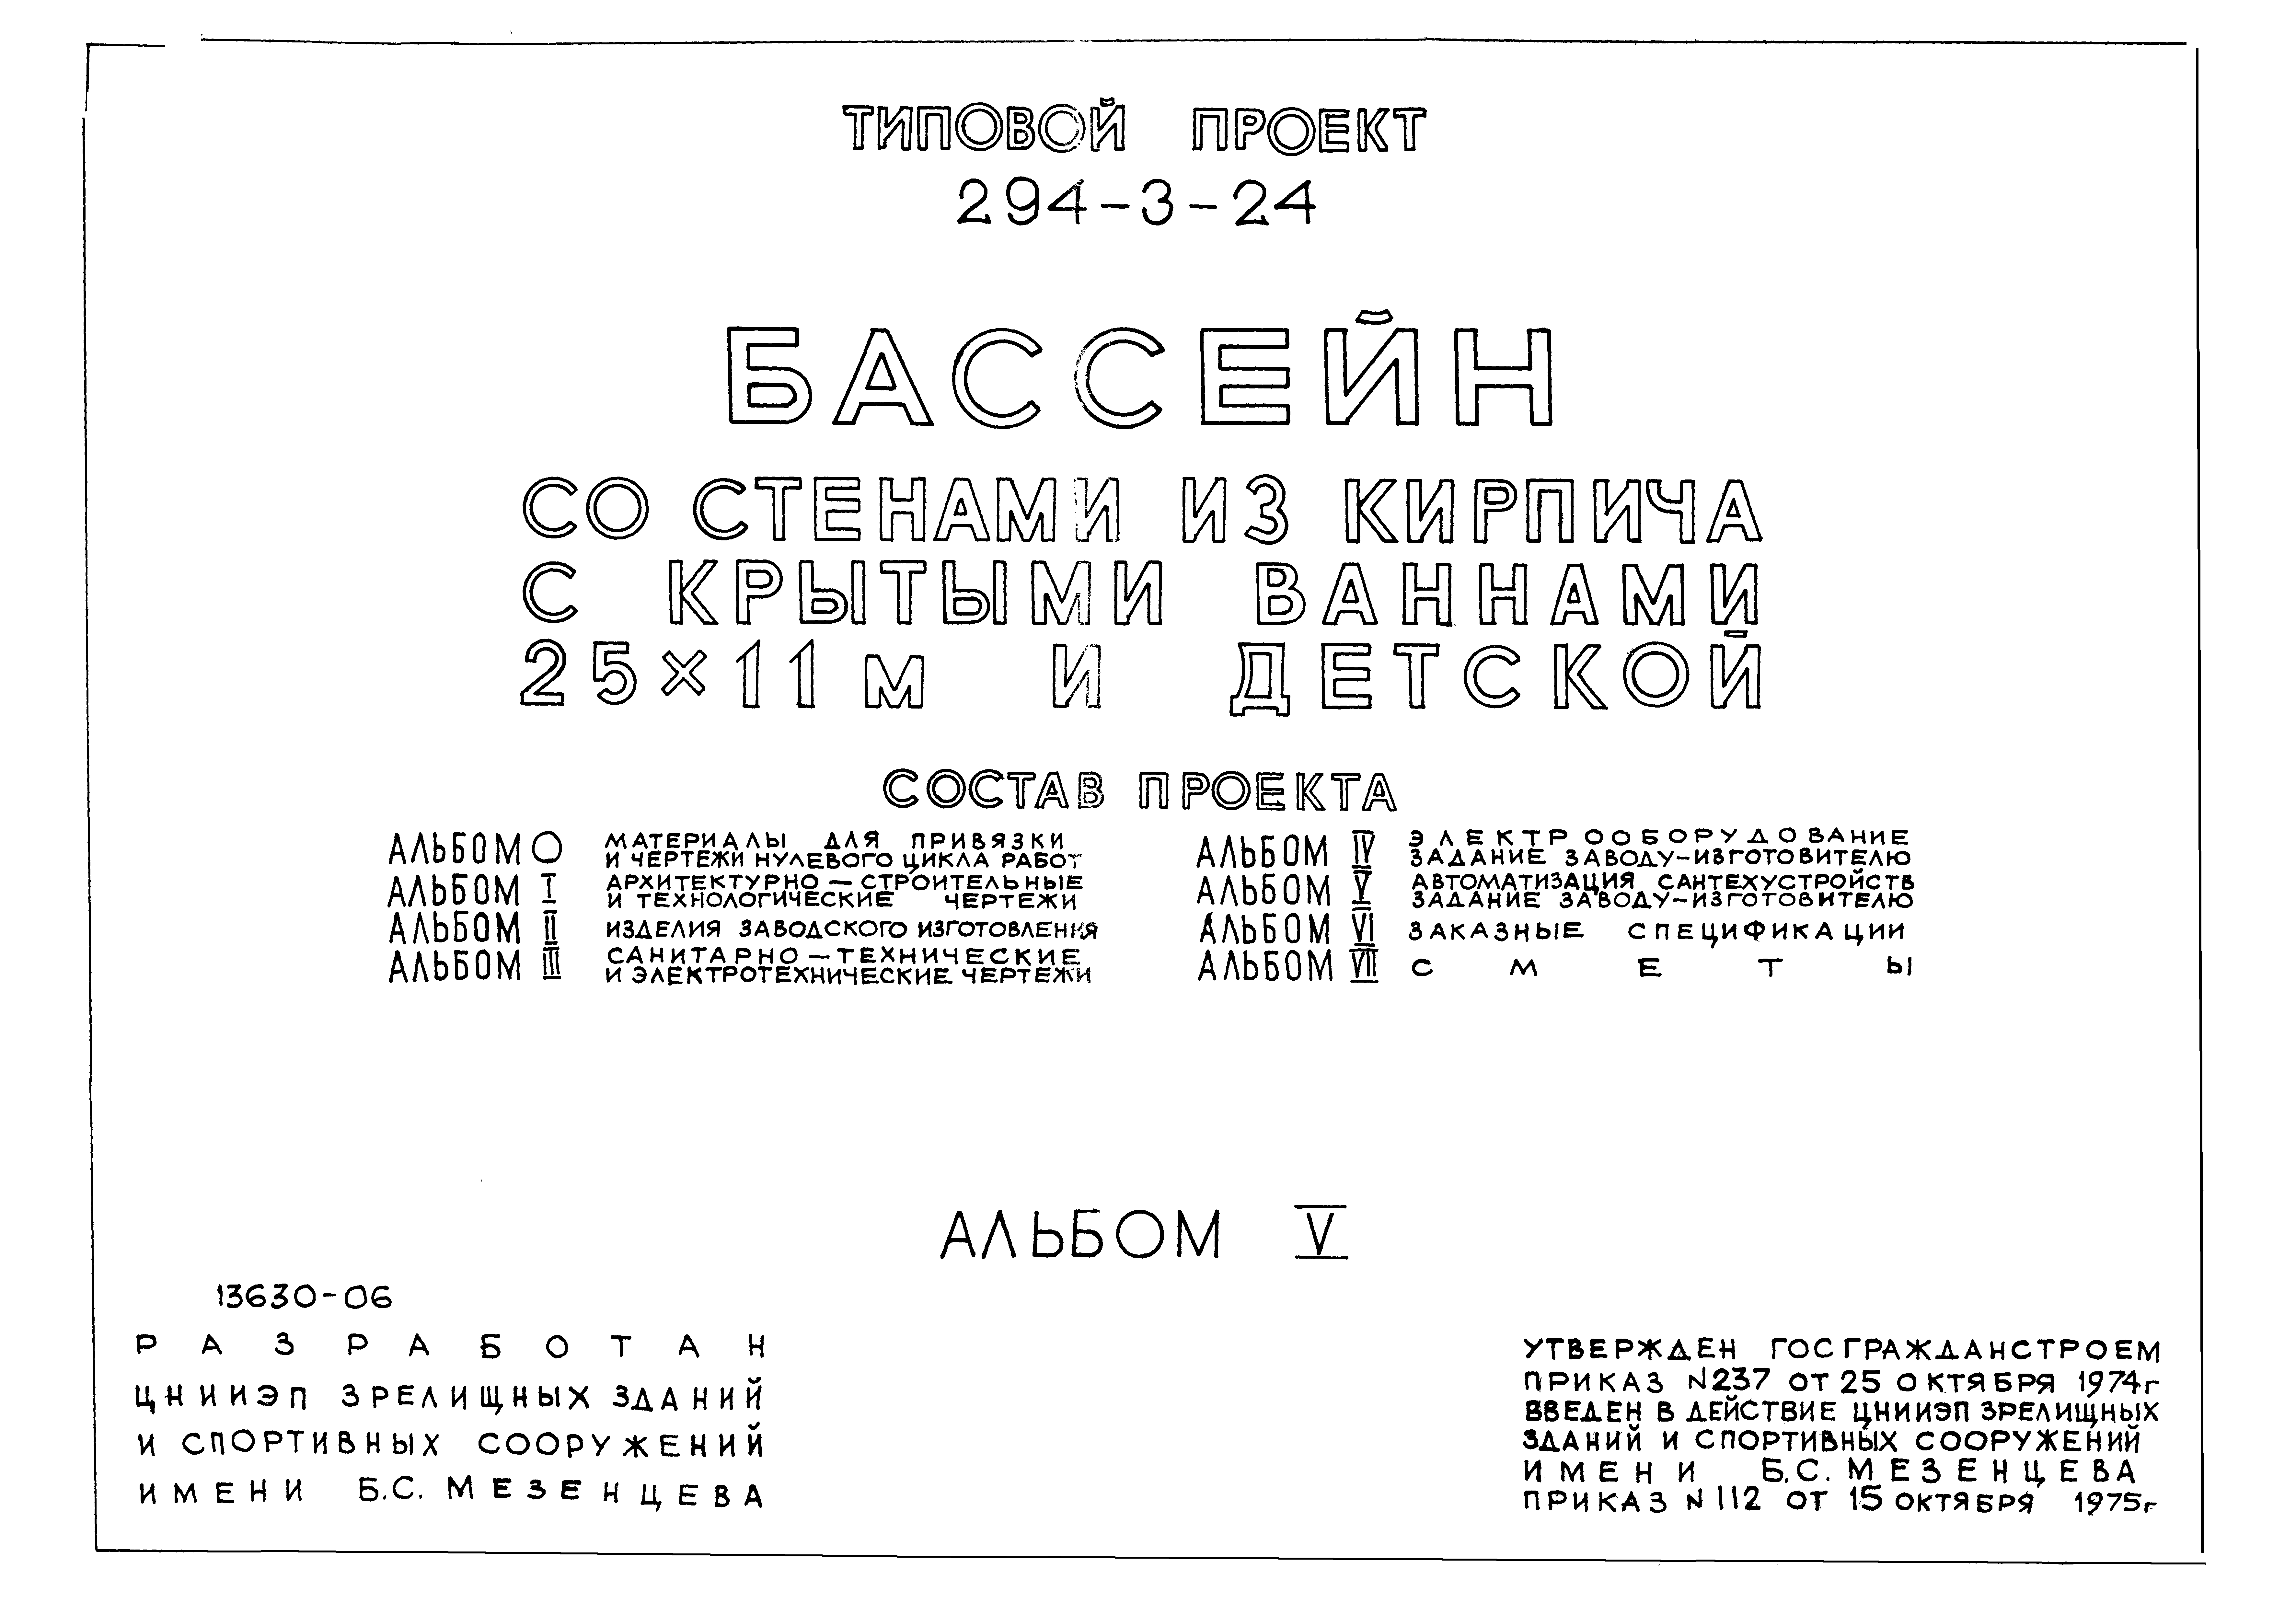 ТИПОВОЙ ПРОЕКТ
294-3-24
БАССЕЙН
СО СТЕНАМИ ИЗ КИРПИЧА
С КРЫТЫМИ ВАННАМИ
25×11м И ДЕТСКОЙ
СОСТАВ ПРОЕКТА
АЛЬБОМ О МАТЕРИАЛЫ ДЛЯ ПРИВЯЗКИ
И ЧЕРТЕЖИ НУЛЕВОГО ЦИКЛА РАБОТ
АЛЬБОМ I АРХИТЕКТУРНО-СТРОИТЕЛЬНЫЕ
И ТЕХНОЛОГИЧЕСКИЕ ЧЕРТЕЖИ
АЛЬБОМ II ИЗДЕЛИЯ ЗАВОДСКОГО ИЗГОТОВЛЕНИЯ
АЛЬБОМ III САНИТАРНО-ТЕХНИЧЕСКИЕ
И ЭЛЕКТРОТЕХНИЧЕСКИЕ ЧЕРТЕЖИ
АЛЬБОМ IV ЭЛЕКТРООБОРУДОВАНИЕ
ЗАДАНИЕ ЗАВОДУ-ИЗГОТОВИТЕЛЮ
АЛЬБОМ V АВТОМАТИЗАЦИЯ САНТЕХУСТРОЙСТВ
ЗАДАНИЕ ЗАВОДУ-ИЗГОТОВИТЕЛЮ
АЛЬБОМ VI ЗАКАЗНЫЕ СПЕЦИФИКАЦИИ
АЛЬБОМ VII СМЕТЫ
АЛЬБОМ V
13630-06
РАЗРАБОТАН
ЦНИИЭП ЗРЕЛИЩНЫХ ЗДАНИЙ
И СПОРТИВНЫХ СООРУЖЕНИЙ
ИМЕНИ Б.С. МЕЗЕНЦЕВА
УТВЕРЖДЕН ГОСГРАЖДАНСТРОЕМ
ПРИКАЗ N237 ОТ 25 ОКТЯБРЯ 1974г
ВВЕДЕН В ДЕЙСТВИЕ ЦНИИЭП ЗРЕЛИЩНЫХ
ЗДАНИЙ И СПОРТИВНЫХ СООРУЖЕНИЙ
ИМЕНИ Б.С. МЕЗЕНЦЕВА
ПРИКАЗ N 112 ОТ 15 ОКТЯБРЯ 1975г